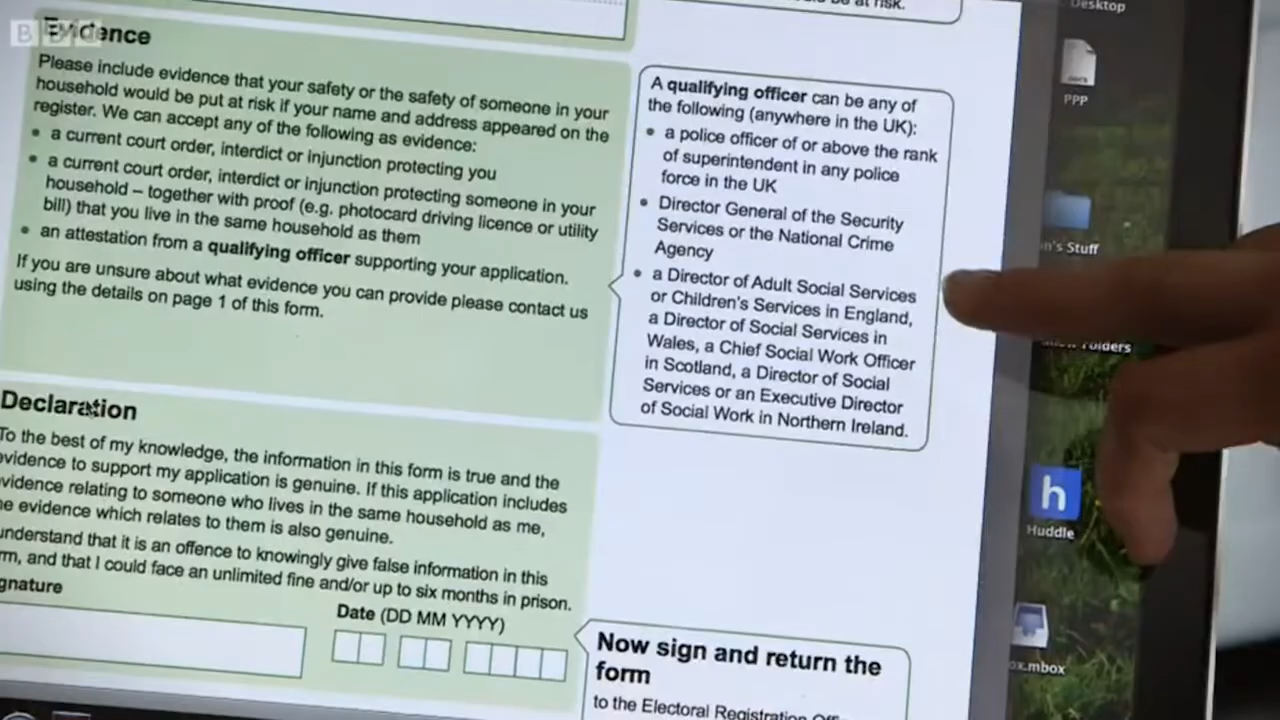 BBC
be at risk.
Evidence
Please include evidence that your safety or the safety of someone in your
household would be put at risk if your name and address appeared on the
register. We can accept any of the following as evidence:
• a current court order, interdict or injunction protecting you
• a current court order, interdict or injunction protecting someone in your
household – together with proof (e.g. photocard driving licence or utility
bill) that you live in the same household as them
• an attestation from a qualifying officer supporting your application.
If you are unsure about what evidence you can provide please contact us
using the details on page 1 of this form.
A qualifying officer can be any of
the following (anywhere in the UK):
• a police officer of or above the rank
of superintendent in any police
force in the UK
• Director General of the Security
Services or the National Crime
Agency
• a Director of Adult Social Services
or Children's Services in England,
a Director of Social Services in
Wales, a Chief Social Work Officer
in Scotland, a Director of Social
Services or an Executive Director
of Social Work in Northern Ireland.
Declaration
To the best of my knowledge, the information in this form is true and the
evidence to support my application is genuine. If this application includes
vidence relating to someone who lives in the same household as me,
e evidence which relates to them is also genuine.
understand that it is an offence to knowingly give false information in this
rm, and that I could face an unlimited fine and/or up to six months in prison.
gnature
Date (DD MM YYYY)
Now sign and return the
form
to the Electoral Registration
Desktop
DOCX
PPP
n's Stuff
Folders
h
Huddle
ox.mbox